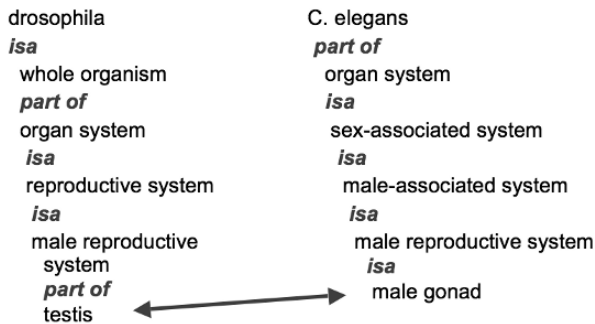 drosophila
isa
whole organism
part of
organ system
isa
reproductive system
isa
male reproductive
system
part of
testis
C. elegans
part of
organ system
isa
sex-associated system
isa
male-associated system
isa
male reproductive system
isa
male gonad